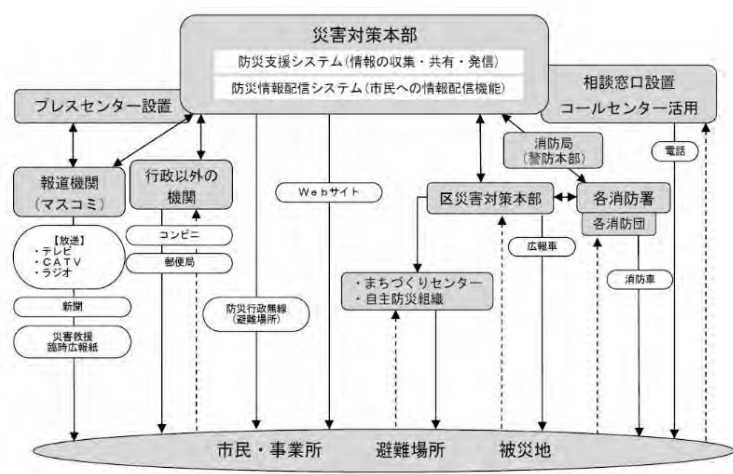 災害対策本部
防災支援システム(情報の収集・共有・発信)
防災情報配信システム(市民への情報配信機能)
プレスセンター設置
相談窓口設置
コールセンター活用
報道機関
(マスコミ)
行政以外の
機関
消防局
(警防本部)
電話
Webサイト
区災害対策本部
各消防署
各消防団
【放送】
・テレビ
・CATV
・ラジオ
コンビニ
郵便局
広報車
消防車
・まちづくりセンター
・自主防災組織
新聞
防災行政無線
(避難場所)
災害救援
臨時広報紙
市民・事業所 避難場所 被災地